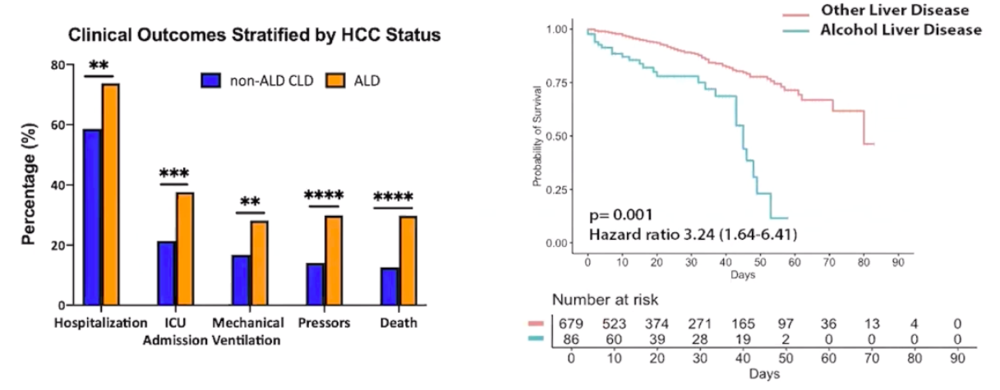 Clinical Outcomes Stratified by HCC Status
non-ALD CLD ALD
Percentage (%)
80
60
40
20
0
**
***
**
****
****
Hospitalization ICU Mechanical Pressors Death
Admission Ventilation
Other Liver Disease
Alcohol Liver Disease
Probability of Survival
1.00
0.75
0.50
0.25
0.00
p= 0.001
Hazard ratio 3.24 (1.64-6.41)
0 10 20 30 40 50 60 70 80 90
Days
Number at risk
679 523 374 271 165 97 36 13 4 0
86 60 39 28 19 2 0 0 0 0
0 10 20 30 40 50 60 70 80 90
Days